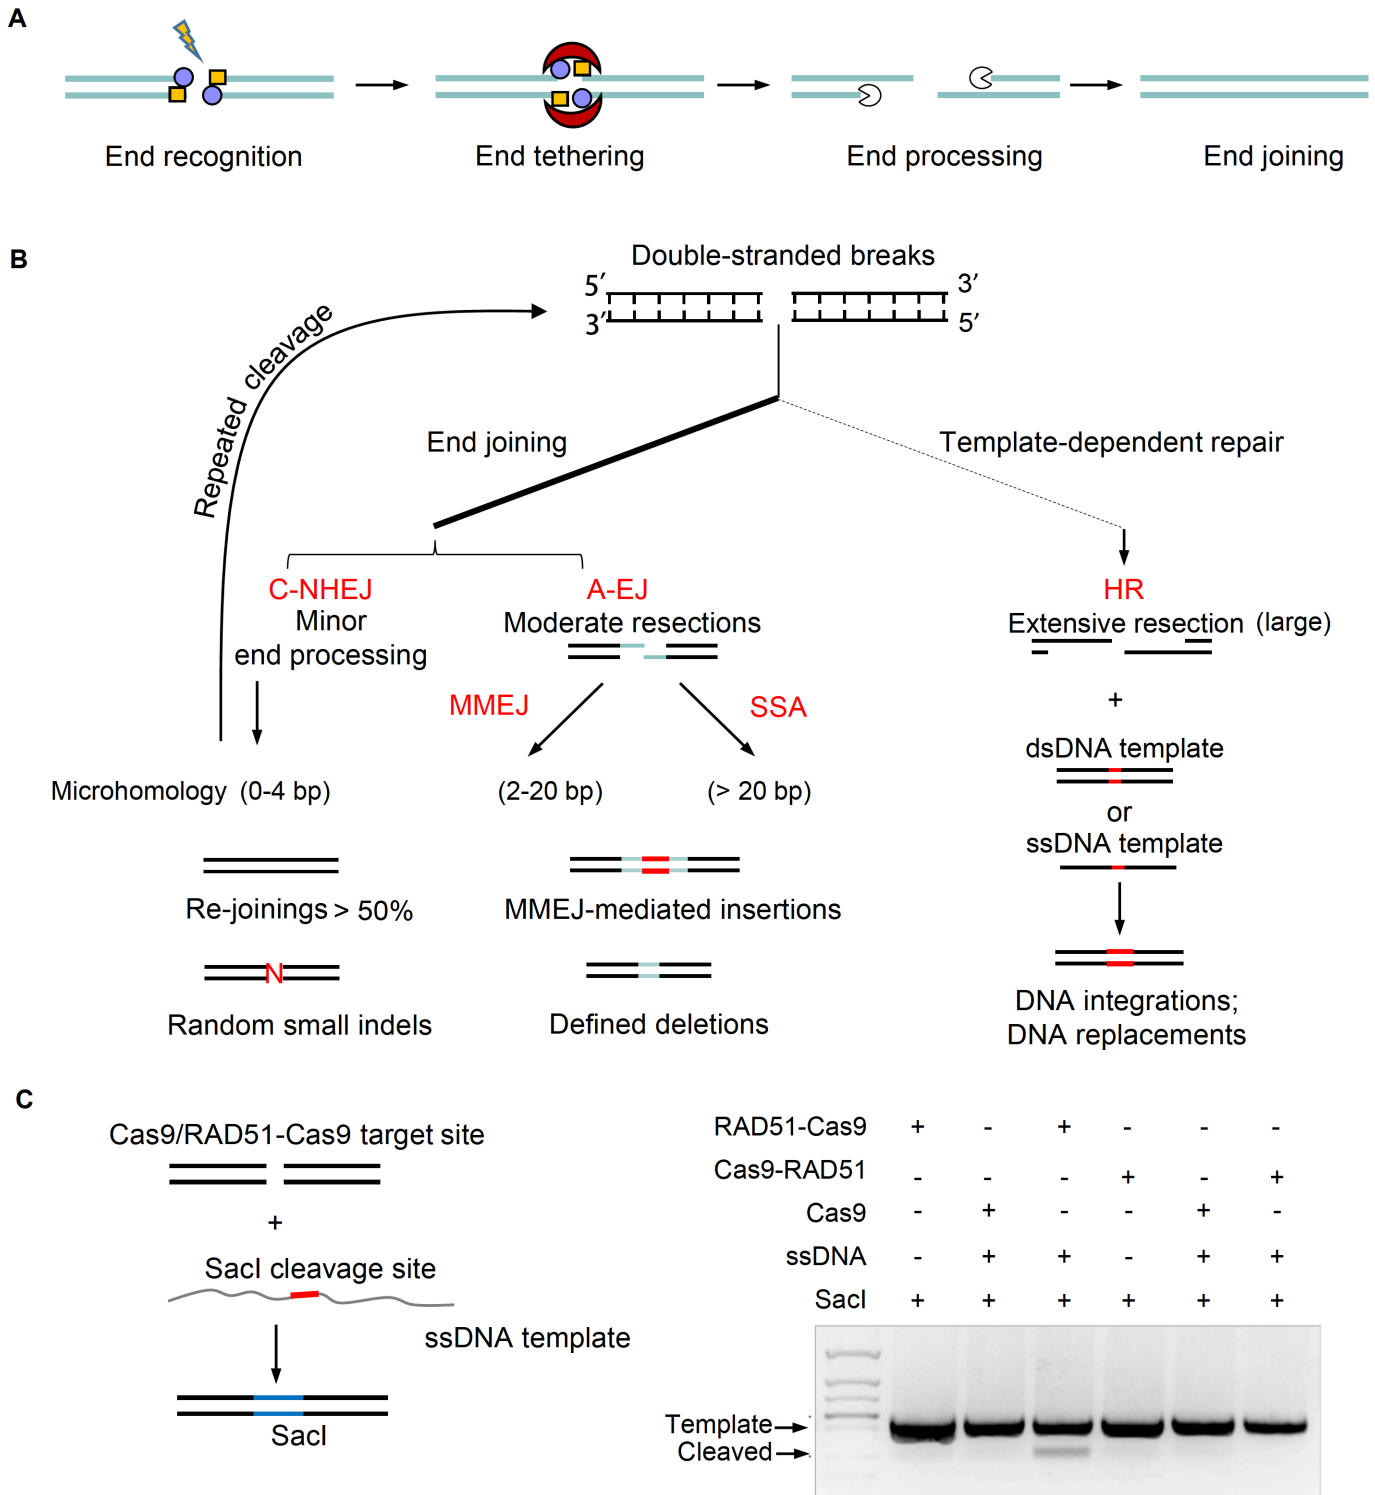 A
End recognition
End tethering
End processing
End joining
B
Double-stranded breaks
5′
3′
3′
5′
Repeated cleavage
End joining
Template-dependent repair
C-NHEJ
Minor
end processing
A-EJ
Moderate resections
HR
Extensive resection (large)
MMEJ
SSA
+
dsDNA template
or
ssDNA template
Microhomology (0-4 bp)
(2-20 bp)
(> 20 bp)
Re-joinings > 50%
MMEJ-mediated insertions
N
Random small indels
Defined deletions
DNA integrations;
DNA replacements
C
Cas9/RAD51-Cas9 target site
+
SacI cleavage site
ssDNA template
SacI
RAD51-Cas9 + - + - - -
Cas9-RAD51 - - - + - +
Cas9 - + - - + -
ssDNA - + + - + +
SacI + + + + + +
Template
Cleaved